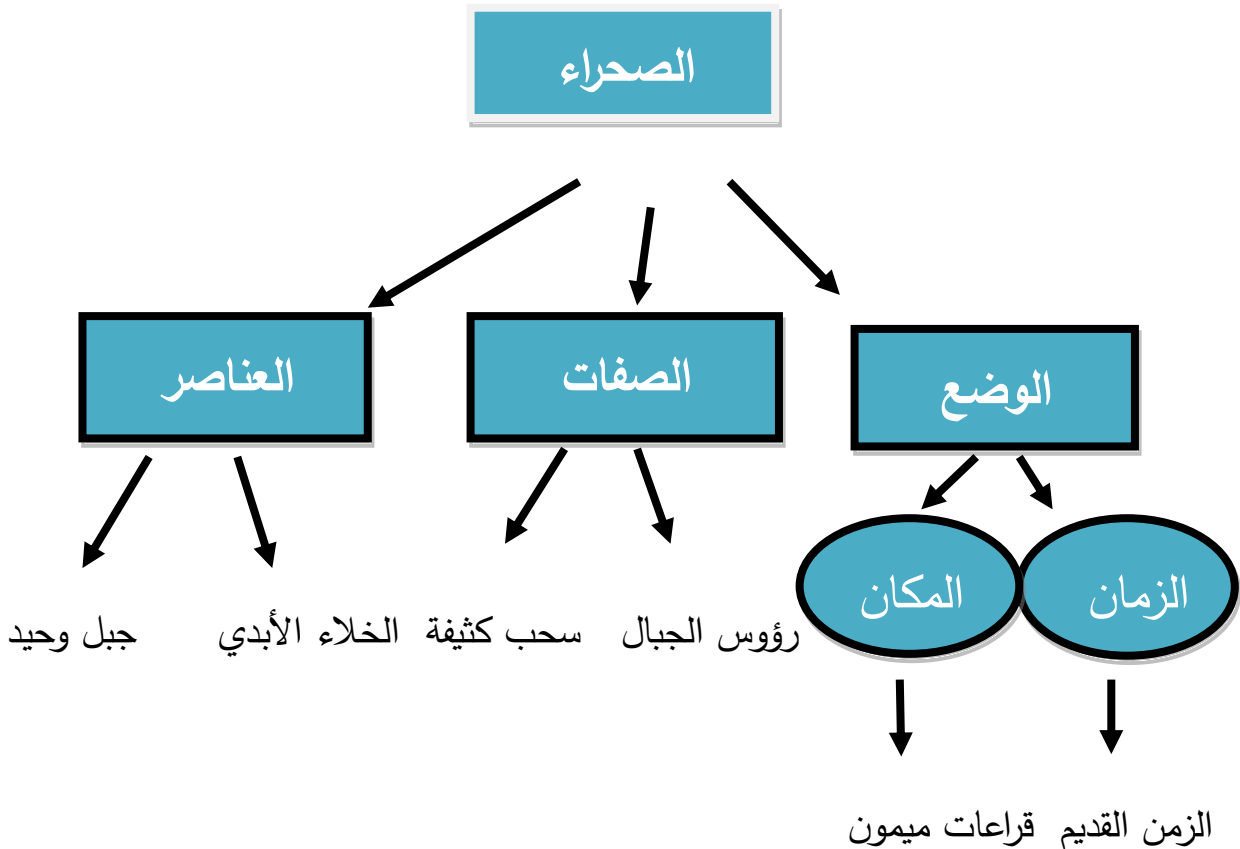 الصحراء
الوضع
الصفات
العناصر
الزمان
المكان
رؤوس الجبال
سحب كثيفة
الخلاء الأبدي
جبل وحيد
الزمن القديم
قراعات ميمون